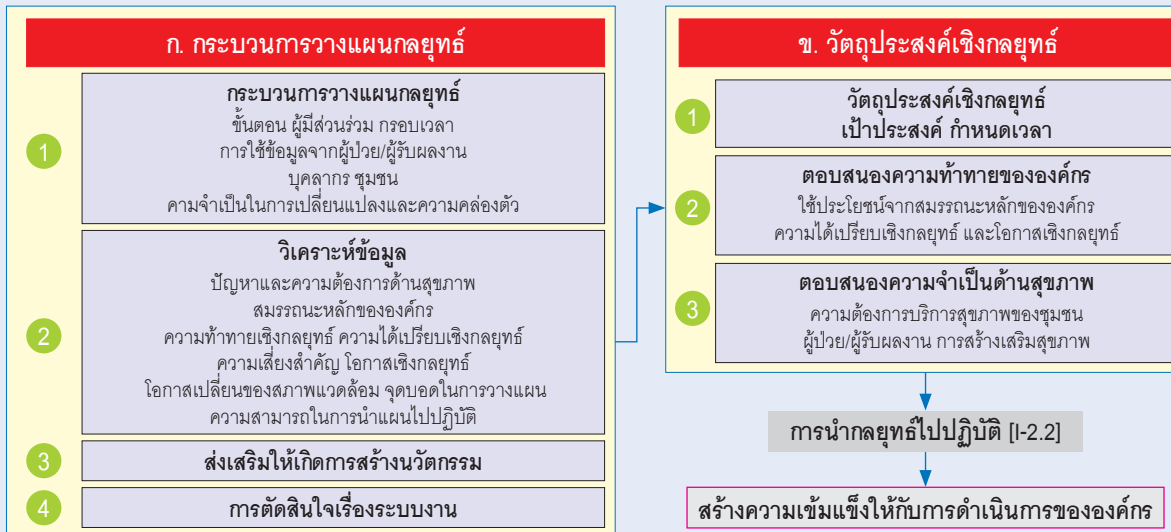 ก. กระบวนการวางแผนกลยุทธ์
1
กระบวนการวางแผนกลยุทธ์
ขั้นตอน ผู้มีส่วนร่วม กรอบเวลา
การใช้ข้อมูลจากผู้ป่วย/ผู้รับผลงาน
บุคลากร ชุมชน
คามจำเป็นในการเปลี่ยนแปลงและความคล่องตัว
2
วิเคราะห์ข้อมูล
ปัญหาและความต้องการด้านสุขภาพ
สมรรถนะหลักขององค์กร
ความท้าทายเชิงกลยุทธ์ ความได้เปรียบเชิงกลยุทธ์
ความเสี่ยงสำคัญ โอกาสเชิงกลยุทธ์
โอกาสเปลี่ยนของสภาพแวดล้อม จุดบอดในการวางแผน
ความสามารถในการนำแผนไปปฏิบัติ
3
ส่งเสริมให้เกิดการสร้างนวัตกรรม
4
การตัดสินใจเรื่องระบบงาน
ข. วัตถุประสงค์เชิงกลยุทธ์
1
วัตถุประสงค์เชิงกลยุทธ์
เป้าประสงค์ กำหนดเวลา
2
ตอบสนองความท้าทายขององค์กร
ใช้ประโยชน์จากสมรรถนะหลักขององค์กร
ความได้เปรียบเชิงกลยุทธ์ และโอกาสเชิงกลยุทธ์
3
ตอบสนองความจำเป็นด้านสุขภาพ
ความต้องการบริการสุขภาพของชุมชน
ผู้ป่วย/ผู้รับผลงาน การสร้างเสริมสุขภาพ
การนำกลยุทธ์ไปปฏิบัติ [I-2.2]
สร้างความเข้มแข็งให้กับการดำเนินการขององค์กร